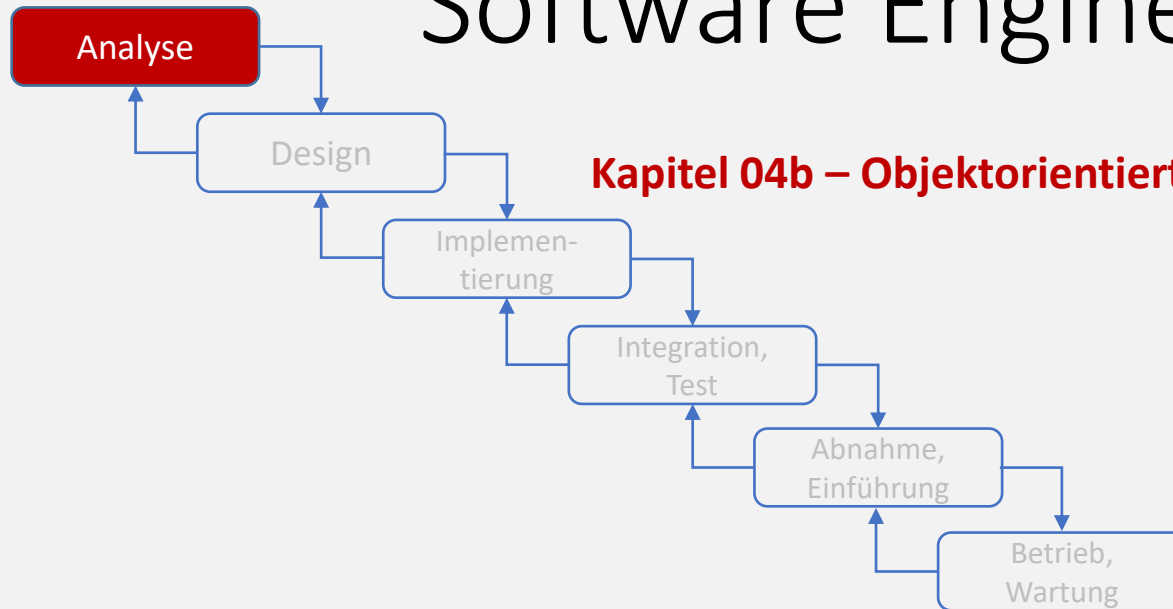 Software Engine
Analyse
Design
Kapitel 04b – Objektorientiert
Implemen-
tierung
Integration,
Test
Abnahme,
Einführung
Betrieb,
Wartung